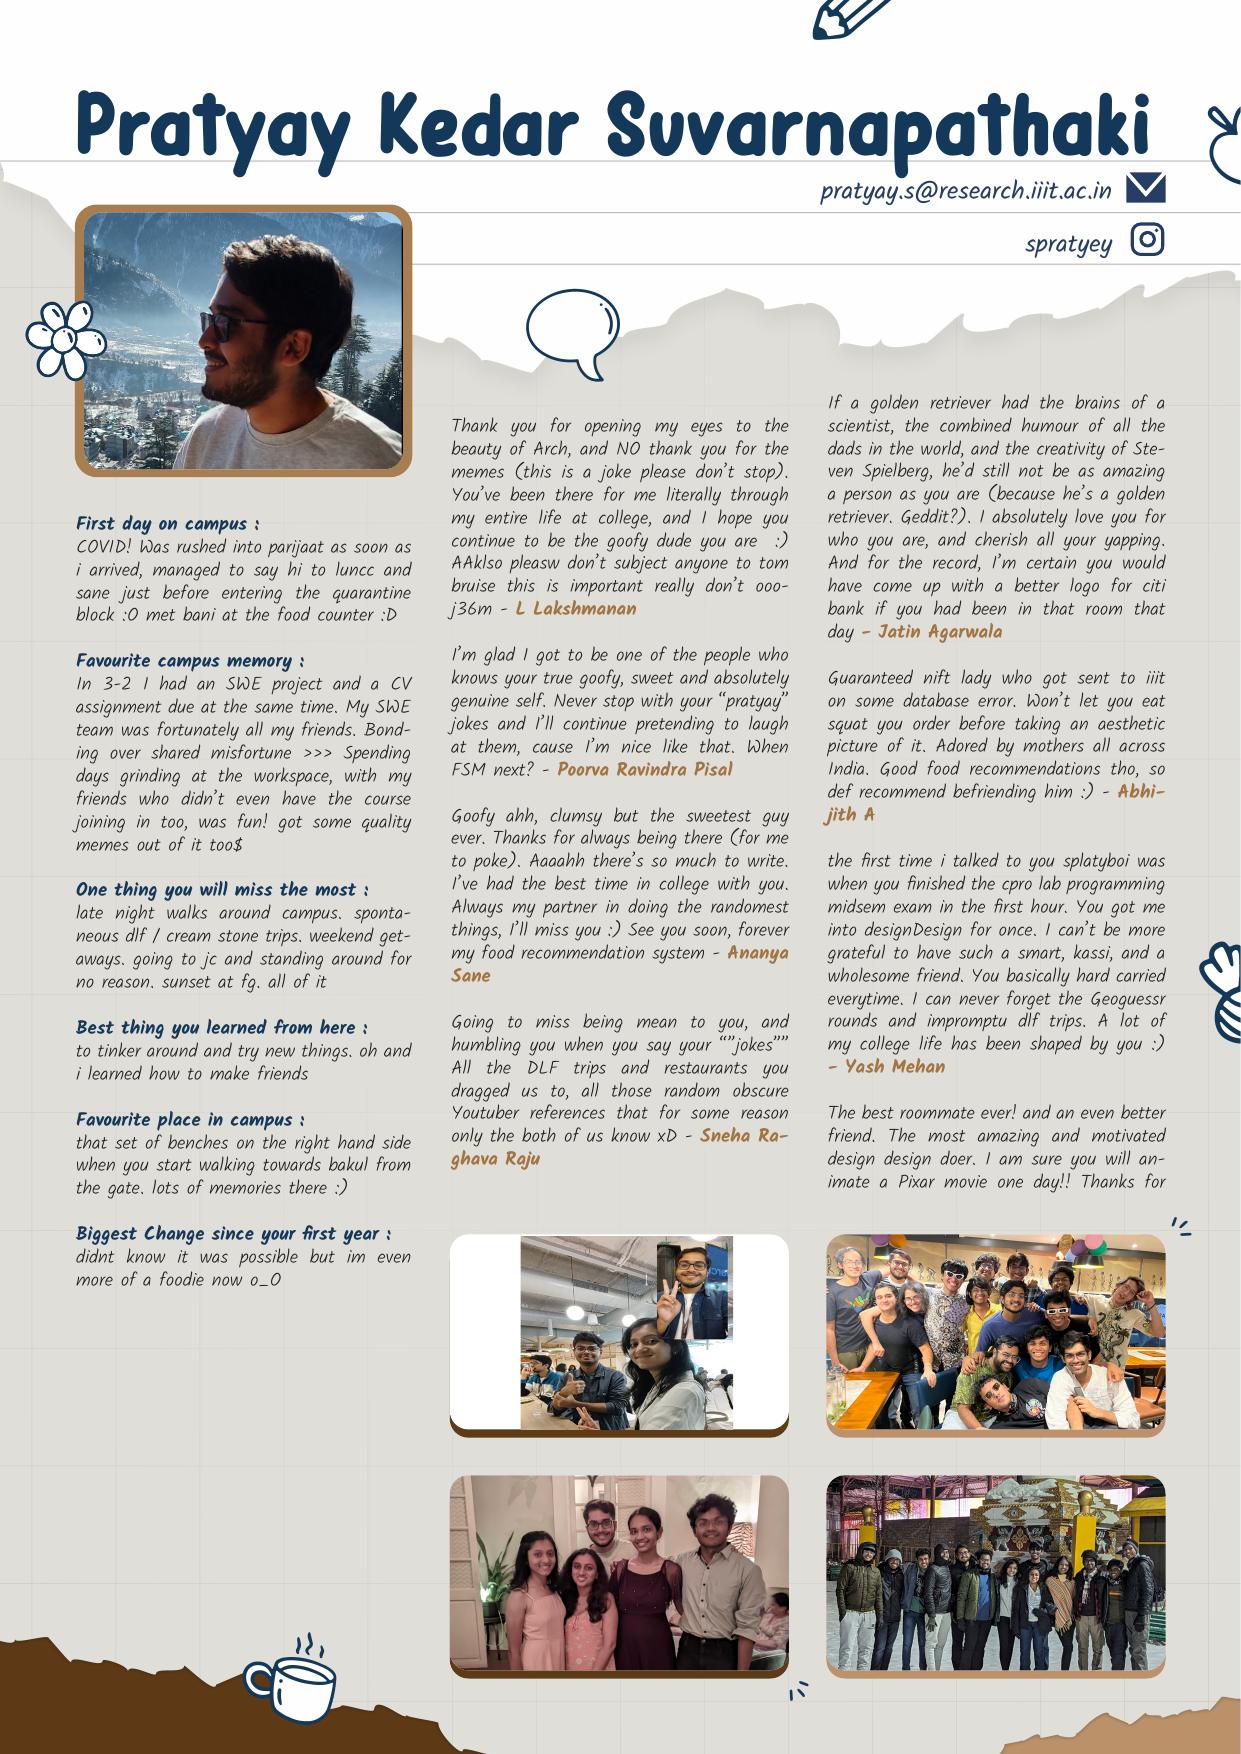 Pratyay Kedar Suvarnapathaki
pratyay.s@research.iiit.ac.in
spratyey
First day on campus :
COVID! Was rushed into parijaat as soon as
i arrived, managed to say hi to luncc and
sane just before entering the quarantine
block :O met bani at the food counter :D
Favourite campus memory :
In 3-2 I had an SWE project and a CV
assignment due at the same time. My SWE
team was fortunately all my friends. Bond-
ing over shared misfortune >>> Spending
days grinding at the workspace, with my
friends who didn't even have the course
joining in too, was fun! got some quality
memes out of it too$
One thing you will miss the most :
late night walks around campus. sponta-
neous dlf / cream stone trips. weekend get-
aways. going to jc and standing around for
no reason. sunset at fg. all of it
Best thing you learned from here :
to tinker around and try new things. oh and
i learned how to make friends
Favourite place in campus :
that set of benches on the right hand side
when you start walking towards bakul from
the gate. lots of memories there :)
Biggest Change since your first year :
didnt know it was possible but im even
more of a foodie now o_O
Thank you for opening my eyes to the
beauty of Arch, and NO thank you for the
memes (this is a joke please don't stop).
You've been there for me literally through
my entire life at college, and I hope you
continue to be the goofy dude you are :)
AAklso pleasw don't subject anyone to tom
bruise this is important really don't ooo-
j36m - L Lakshmanan
I'm glad I got to be one of the people who
knows your true goofy, sweet and absolutely
genuine self. Never stop with your “pratyay”
jokes and I'll continue pretending to laugh
at them, cause I'm nice like that. When
FSM next? - Poorva Ravindra Pisal
Goofy ahh, clumsy but the sweetest guy
ever. Thanks for always being there (for me
to poke). Aaaahh there's so much to write.
I've had the best time in college with you.
Always my partner in doing the randomest
things, I'll miss you :) See you soon, forever
my food recommendation system - Ananya
Sane
Going to miss being mean to you, and
humbling you when you say your “”jokes””
All the DLF trips and restaurants you
dragged us to, all those random obscure
Youtuber references that for some reason
only the both of us know xD - Sneha Ra-
ghava Raju
If a golden retriever had the brains of a
scientist, the combined humour of all the
dads in the world, and the creativity of Ste-
ven Spielberg, he'd still not be as amazing
a person as you are (because he's a golden
retriever. Geddit?). I absolutely love you for
who you are, and cherish all your yapping.
And for the record, I'm certain you would
have come up with a better logo for citi
bank if you had been in that room that
day - Jatin Agarwala
Guaranteed nift lady who got sent to iiit
on some database error. Won't let you eat
squat you order before taking an aesthetic
picture of it. Adored by mothers all across
India. Good food recommendations tho, so
def recommend befriending him :) - Abhi-
jith A
the first time i talked to you splatyboi was
when you finished the cpro lab programming
midsem exam in the first hour. You got me
into designDesign for once. I can't be more
grateful to have such a smart, kassi, and a
wholesome friend. You basically hard carried
everytime. I can never forget the Geoguessr
rounds and impromptu dlf trips. A lot of
my college life has been shaped by you :)
- Yash Mehan
The best roommate ever! and an even better
friend. The most amazing and motivated
design design doer. I am sure you will an-
imate a Pixar movie one day!! Thanks for